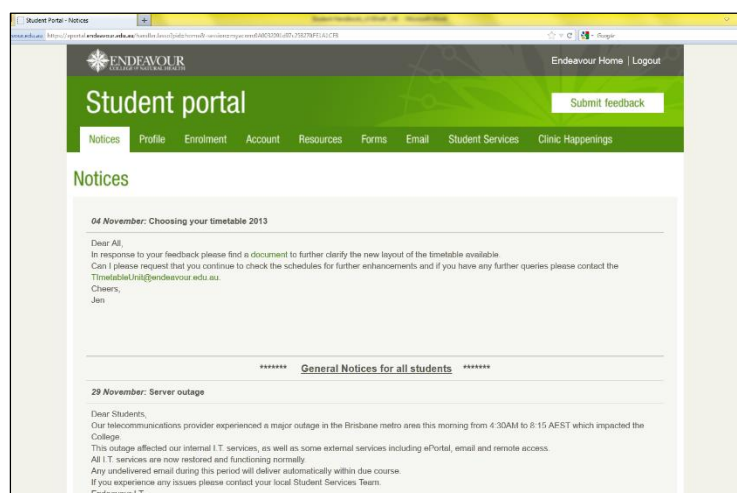 Student Portal - Notices
ENDEAVOUR
COLLEGE OF NATURAL HEALTH
Endeavour Home | Logout
Student portal
Submit feedback
Notices Profile Enrolment Account Resources Forms Email Student Services Clinic Happenings
Notices
04 November: Choosing your timetable 2013
Dear All,
In response to your feedback please find a document to further clarify the new layout of the timetable available.
Can I please request that you continue to check the schedules for further enhancements and if you have any further queries please contact the
TImetableUnit@endeavour.edu.au.
Cheers,
Jen
******* General Notices for all students *******
29 November: Server outage
Dear Students,
Our telecommunications provider experienced a major outage in the Brisbane metro area this morning from 4:30AM to 8:15 AEST which impacted the
College.
This outage affected our internal I.T. services, as well as some external services including ePortal, email and remote access.
All I.T. services are now restored and functioning normally.
Any undelivered email during this period will deliver automatically within due course.
If you experience any issues please contact your local Student Services Team.
Endeavour I.T.